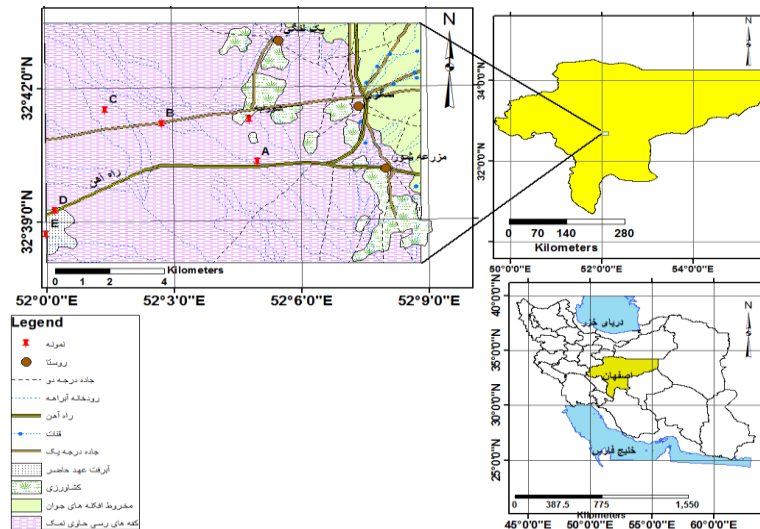 N
32°42'0"N
32°39'0"N
C
B
A
D
E
راه آهن
مزرعه شور
0 1 2 4
Kilometers
52°0'0"E 52°3'0"E 52°6'0"E 52°9'0"E
N
34°0'0"N
32°0'0"N
0 70 140 280
Kilometers
50°0'0"E 52°0'0"E 54°0'0"E
Legend
نمونه
روستا
جاده درجه دو
رودخانه آبراهه
راه آهن
قنات
جاده درجه یک
آبرفت عهد حاضر
کشاورزی
مخروط افکنه های جوان
کفه های رسی حاوی نمک
N
40°0'0"N
35°0'0"N
30°0'0"N
25°0'0"N
دریای خزر
اصفهان
خلیج فارس
0 387.5 775 1,550
Kilometers
45°0'0"E 50°0'0"E 55°0'0"E 60°0'0"E